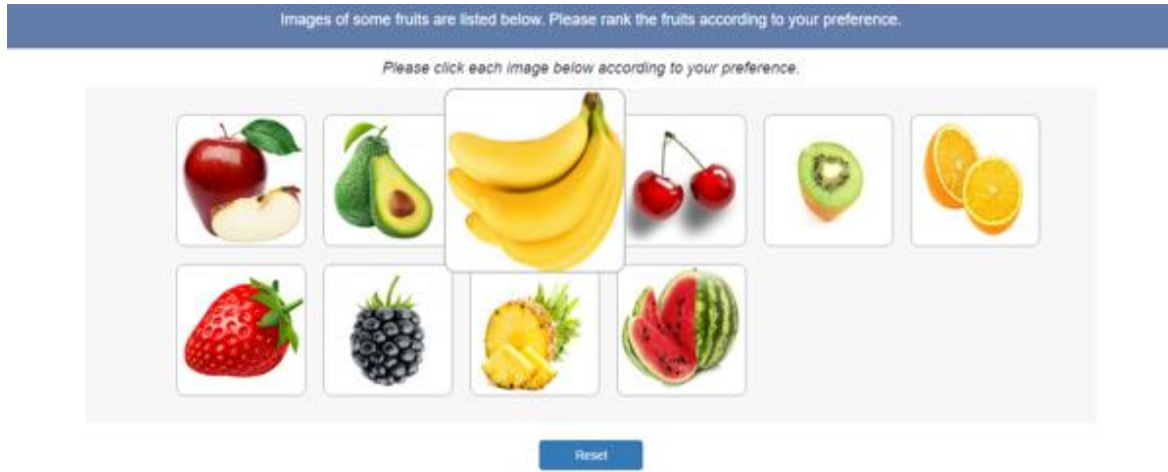 Images of some fruits are listed below. Please rank the fruits according to your preference.
Please click each image below according to your preference.
Reset